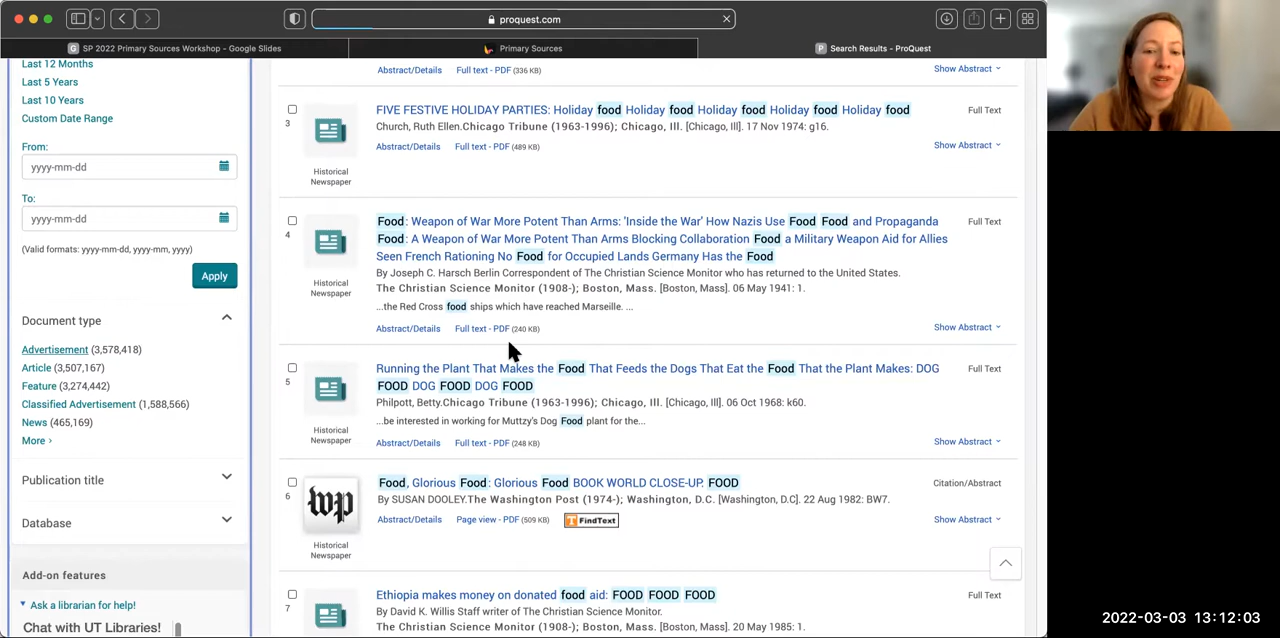 proquest.com
SP 2022 Primary Sources Workshop – Google Slides
Primary Sources
Search Results - ProQuest
Last 12 Months
Last 5 Years
Last 10 Years
Custom Date Range
From:
yyyy-mm-dd
To:
yyyy-mm-dd
(Valid formats: yyyy-mm-dd, yyyy-mm, yyyy)
Apply
Document type
Advertisement (3,578,418)
Article (3,507,167)
Feature (3,274,442)
Classified Advertisement (1,588,566)
News (465,169)
More ›
Publication title
Database
Add-on features
Ask a librarian for help!
Chat with UT Libraries!
Abstract/Details Full text - PDF (336 KB)
Show Abstract
3
Historical
Newspaper
FIVE FESTIVE HOLIDAY PARTIES: Holiday food Holiday food Holiday food Holiday food Holiday food
Full Text
Church, Ruth Ellen.Chicago Tribune (1963-1996); Chicago, Ill. [Chicago, Ill]. 17 Nov 1974: g16.
Abstract/Details Full text - PDF (489 KB)
Show Abstract
4
Historical
Newspaper
Food: Weapon of War More Potent Than Arms: 'Inside the War' How Nazis Use Food Food and Propaganda
Food: A Weapon of War More Potent Than Arms Blocking Collaboration Food a Military Weapon Aid for Allies
Seen French Rationing No Food for Occupied Lands Germany Has the Food
Full Text
By Joseph C. Harsch Berlin Correspondent of The Christian Science Monitor who has returned to the United States.
The Christian Science Monitor (1908-); Boston, Mass. [Boston, Mass]. 06 May 1941: 1.
...the Red Cross food ships which have reached Marseille. ...
Abstract/Details Full text - PDF (240 KB)
Show Abstract
5
Historical
Newspaper
Running the Plant That Makes the Food That Feeds the Dogs That Eat the Food That the Plant Makes: DOG
FOOD DOG FOOD DOG FOOD
Full Text
Philpott, Betty.Chicago Tribune (1963-1996); Chicago, Ill. [Chicago, Ill]. 06 Oct 1968: k60.
...be interested in working for Muttzy's Dog Food plant for the...
Abstract/Details Full text - PDF (248 KB)
Show Abstract
6
wp
Historical
Newspaper
Food, Glorious Food: Glorious Food BOOK WORLD CLOSE-UP. FOOD
Citation/Abstract
By SUSAN DOOLEY.The Washington Post (1974-); Washington, D.C. [Washington, D.C]. 22 Aug 1982: BW7.
Abstract/Details Page view - PDF (509 KB) FindText
Show Abstract
7
Ethiopia makes money on donated food aid: FOOD FOOD FOOD
Full Text
By David K. Willis Staff writer of The Christian Science Monitor.
The Christian Science Monitor (1908-); Boston, Mass. [Boston, Mass]. 20 May 1985: 1.
2022-03-03 13:12:03